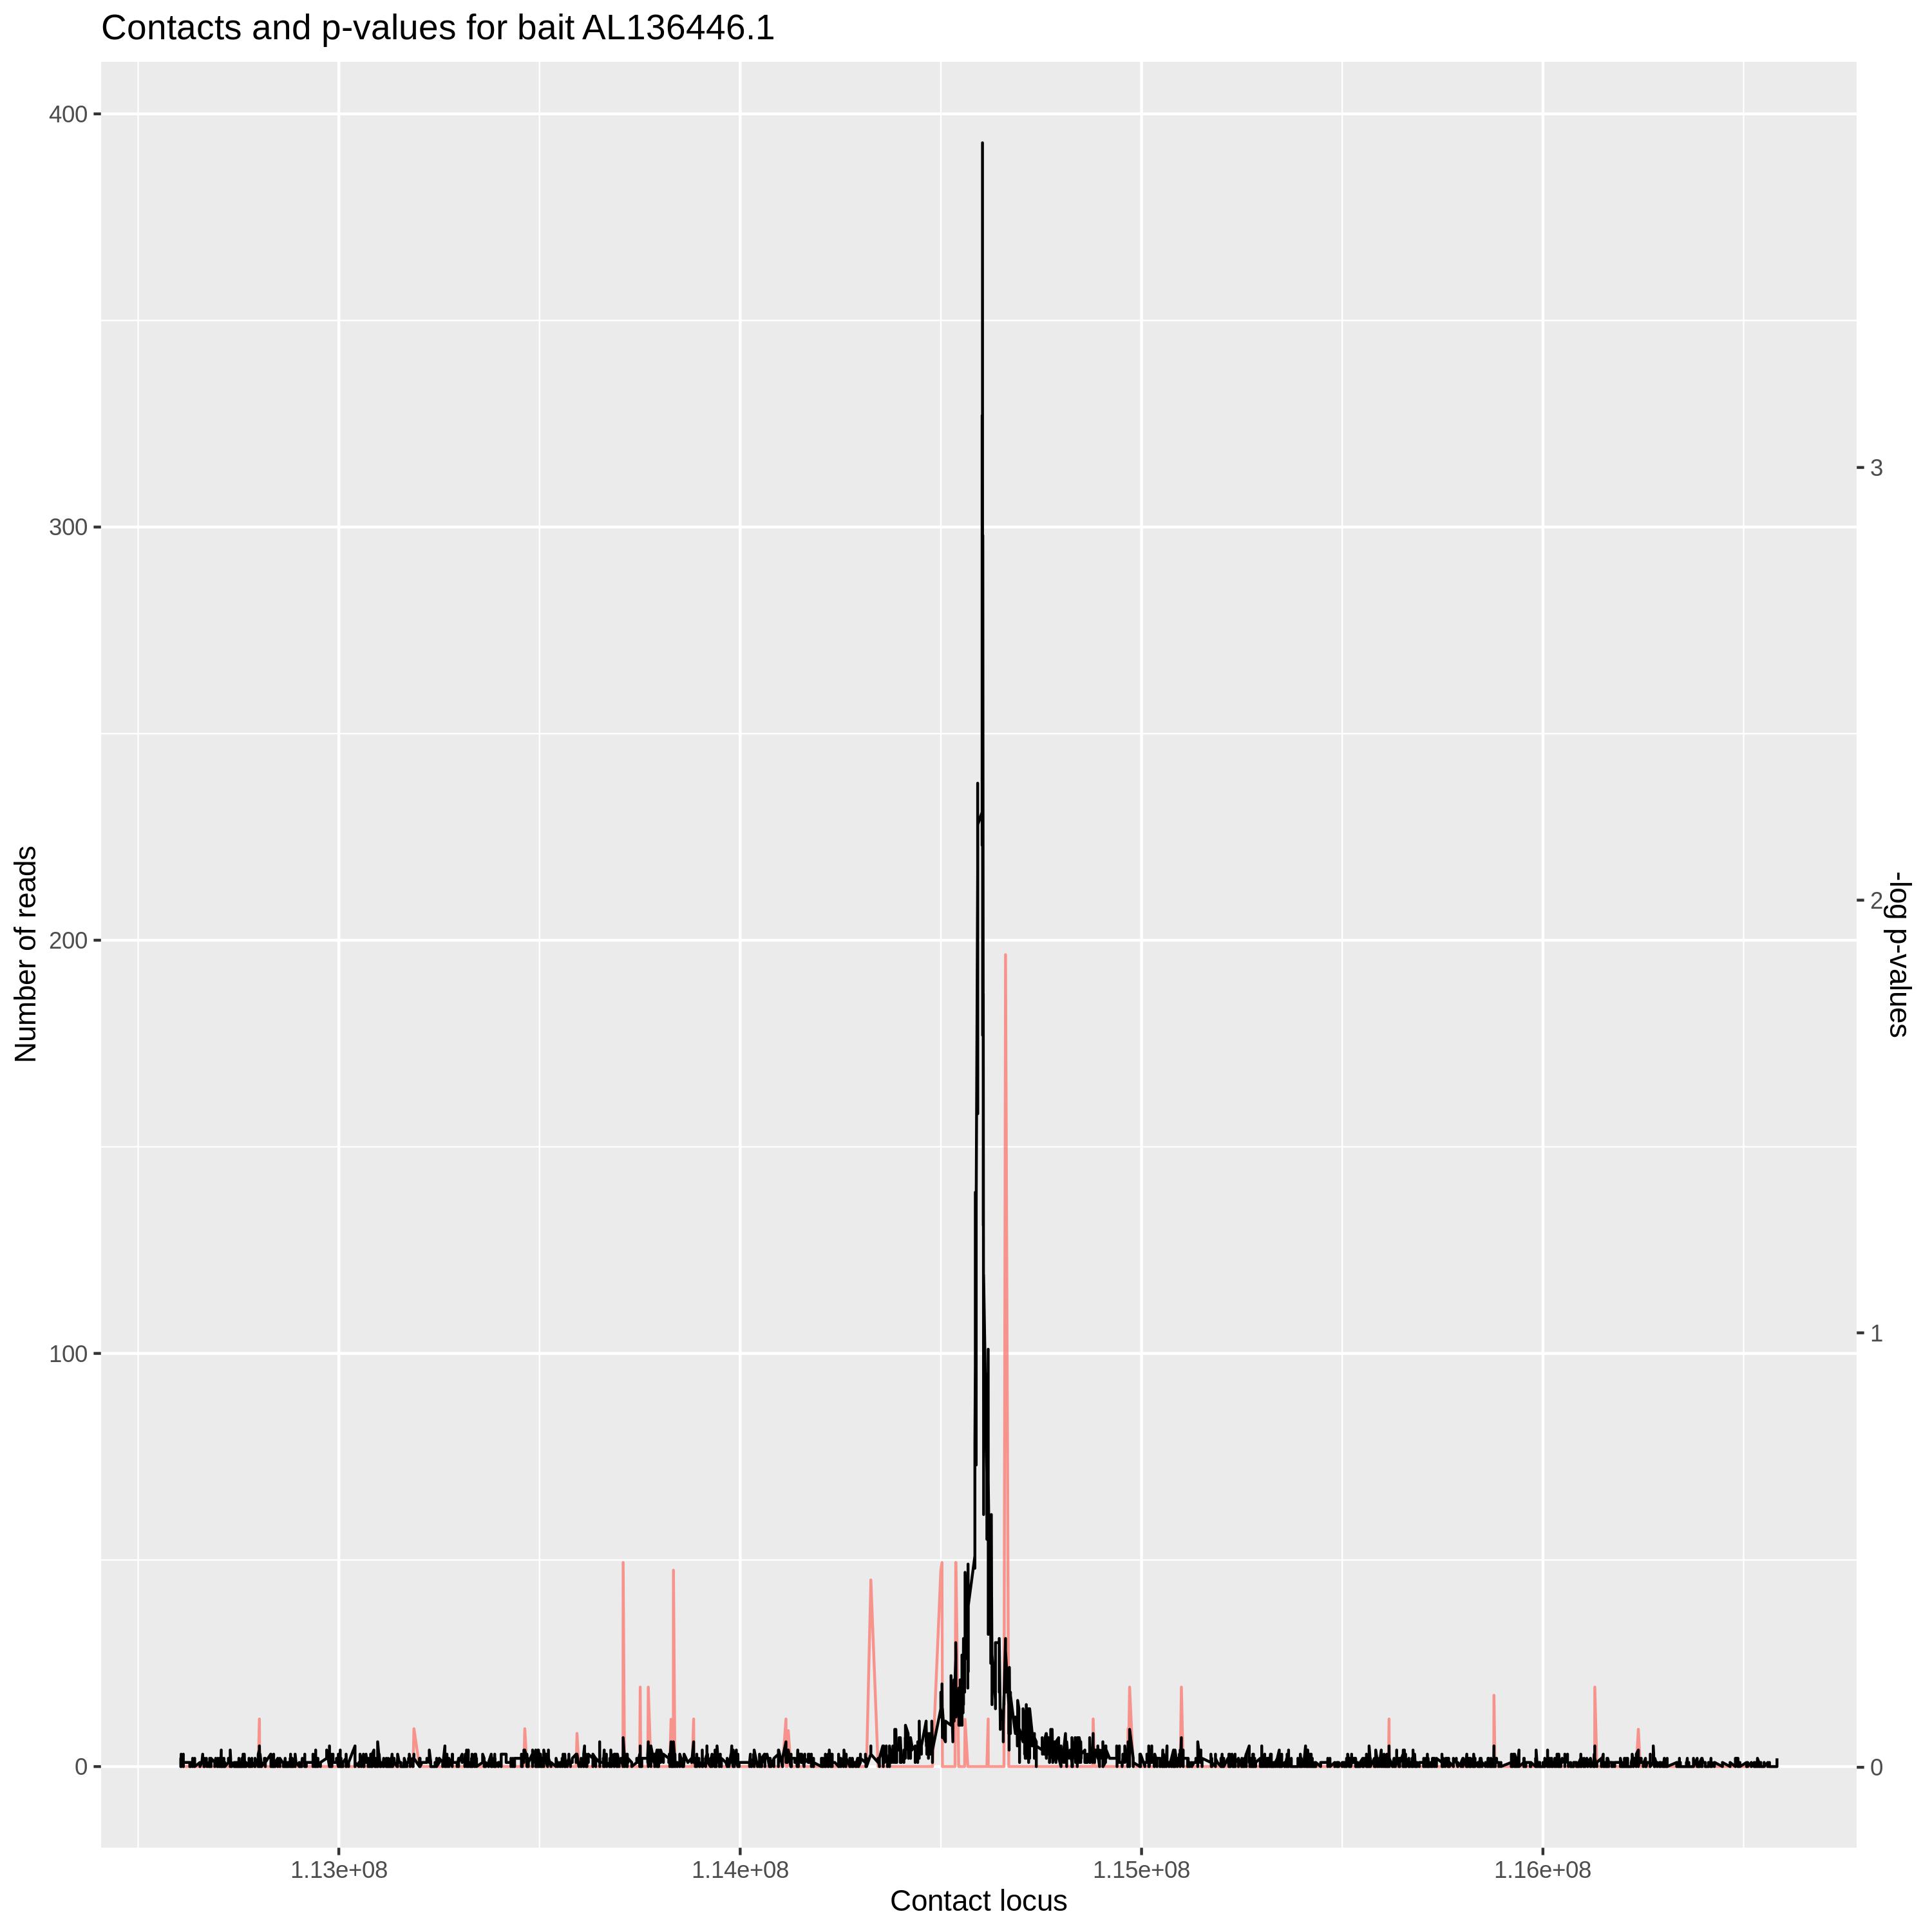 Contacts and p-values for bait AL136446.1
400
300
200
100
0
Number of reads
3
2
1
0
-log p-values
1.13e+08
1.14e+08
1.15e+08
1.16e+08
Contact locus